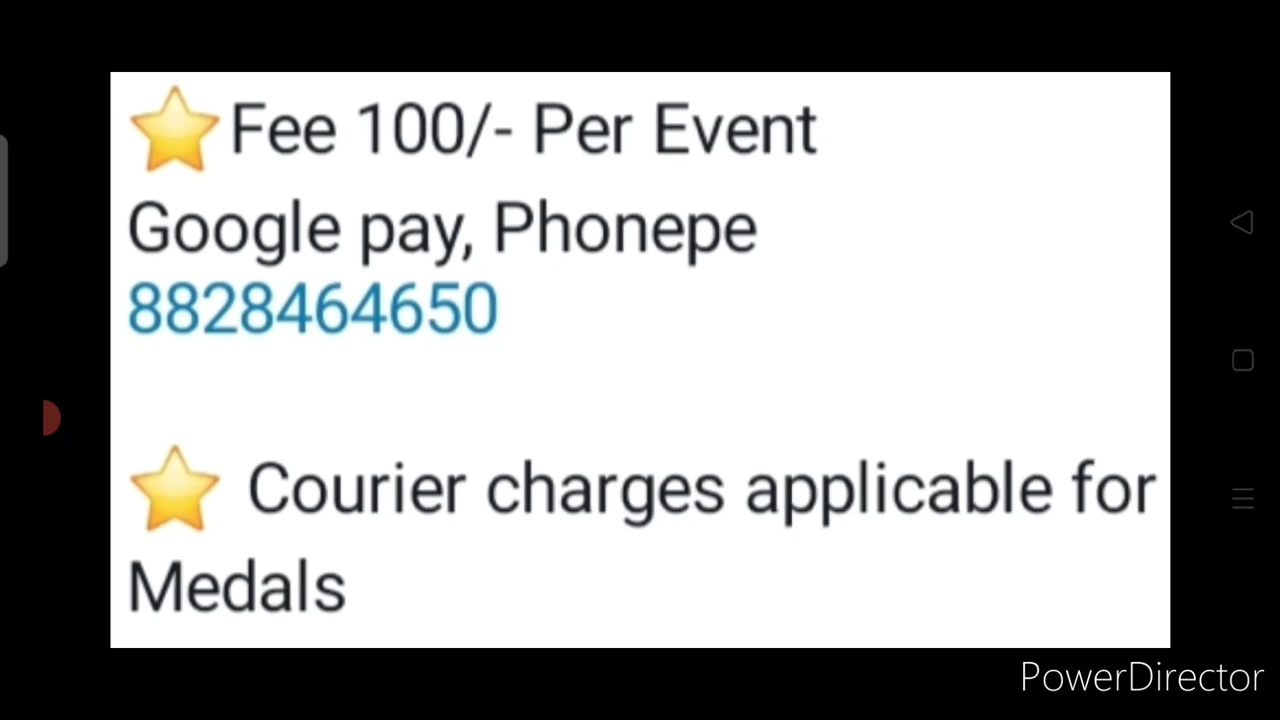 ⭐Fee 100/- Per Event
Google pay, Phonepe
8828464650
⭐ Courier charges applicable for
Medals
PowerDirector